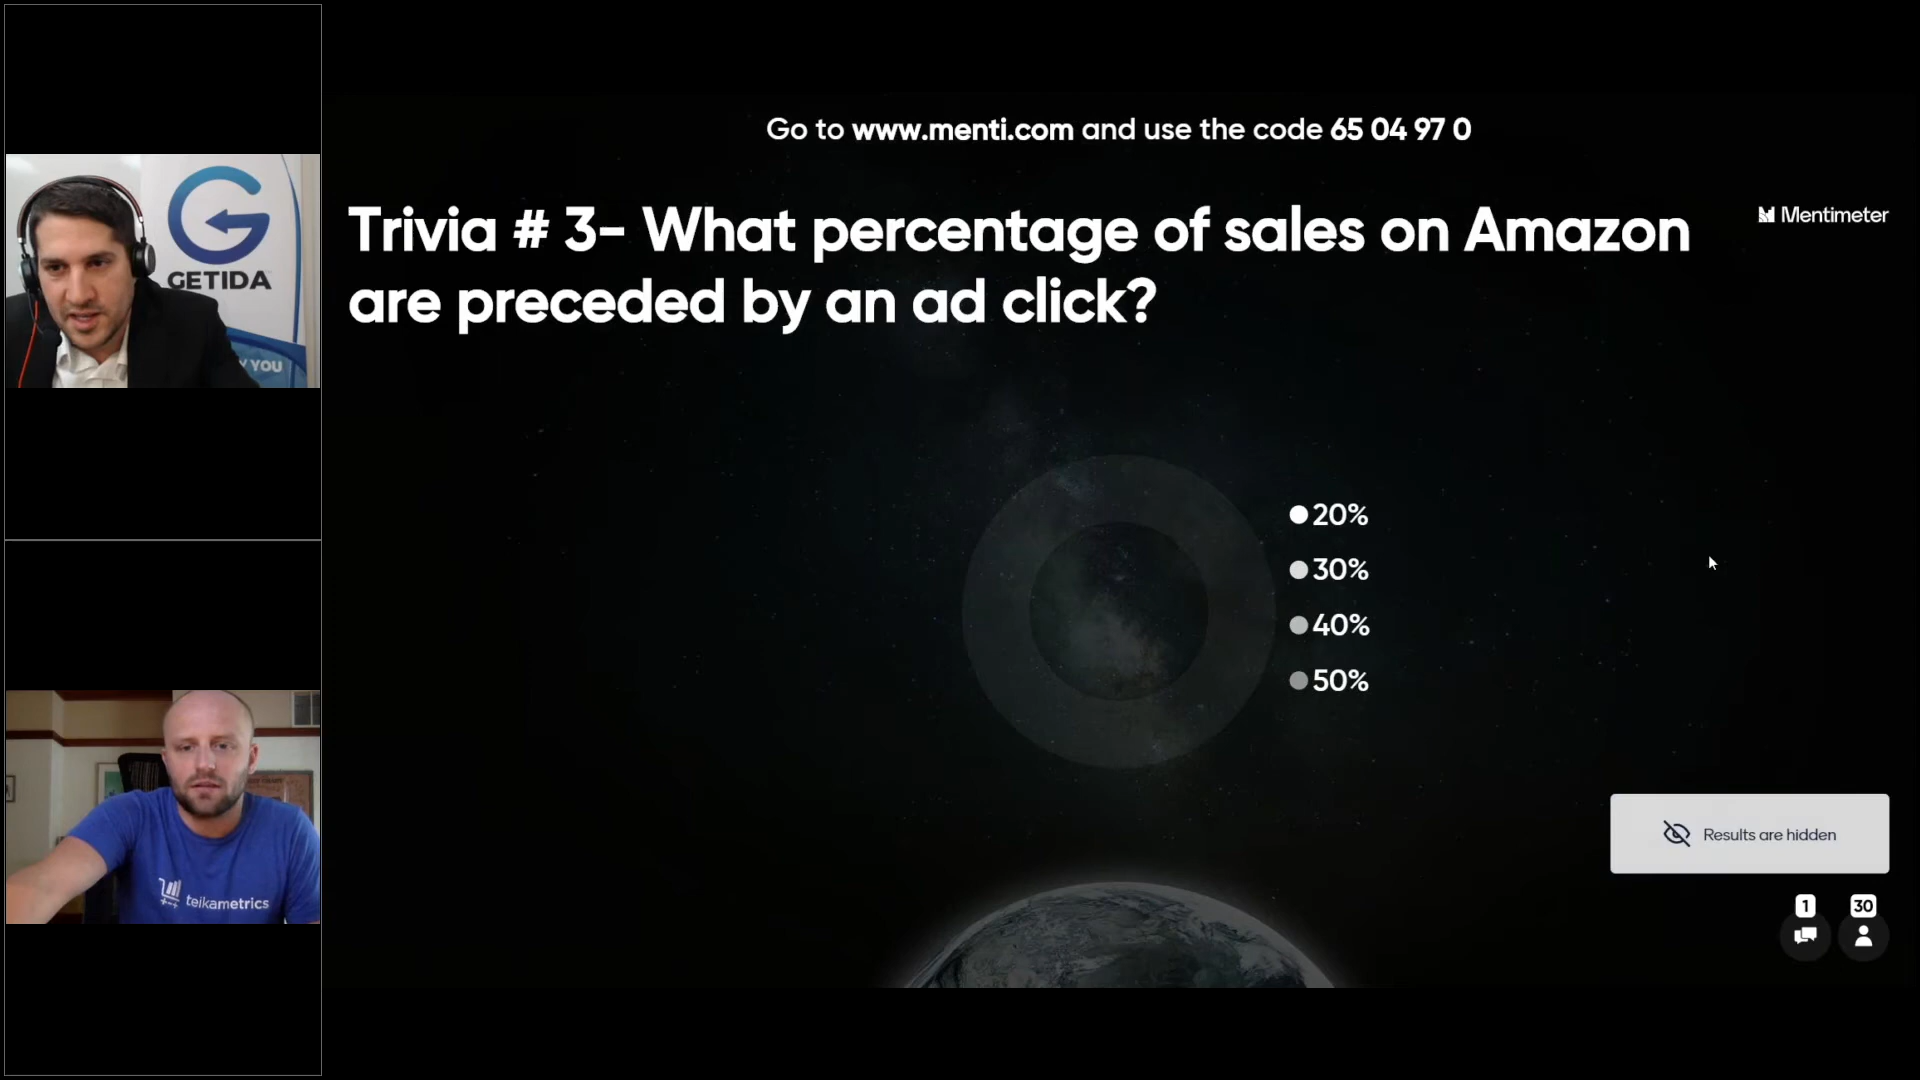 Go to www.menti.com and use the code 65 04 97 0
Trivia # 3- What percentage of sales on Amazon
are preceded by an ad click?
Mentimeter
20%
30%
40%
50%
Results are hidden
1
30
G
GETIDA
YOU
teikametrics